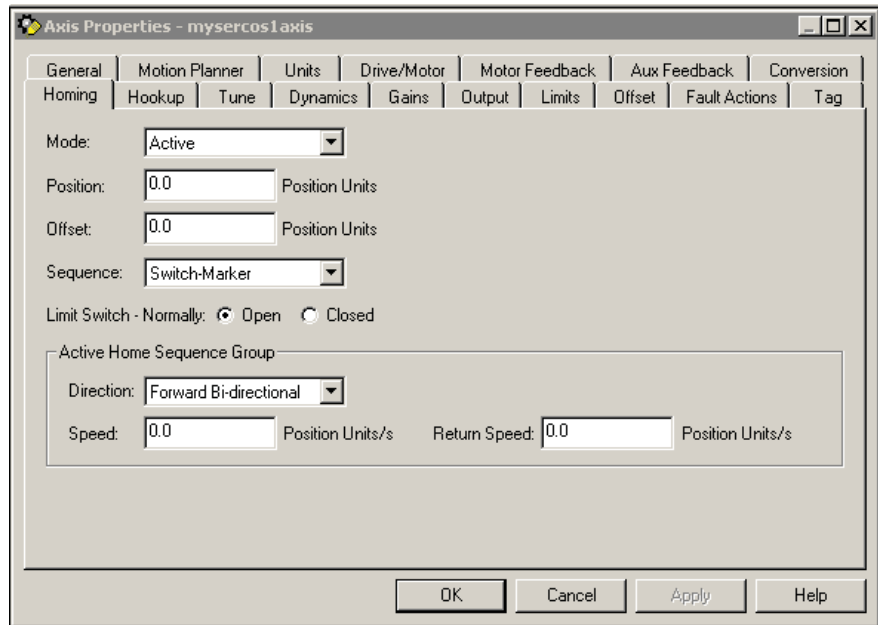 Axis Properties - mysercos1axis
General Motion Planner Units Drive/Motor Motor Feedback Aux Feedback Conversion
Homing Hookup Tune Dynamics Gains Output Limits Offset Fault Actions Tag
Mode: Active
Position: 0.0 Position Units
Offset: 0.0 Position Units
Sequence: Switch-Marker
Limit Switch - Normally: Open Closed
Active Home Sequence Group
Direction: Forward Bi-directional
Speed: 0.0 Position Units/s Return Speed: 0.0 Position Units/s
OK Cancel Apply Help